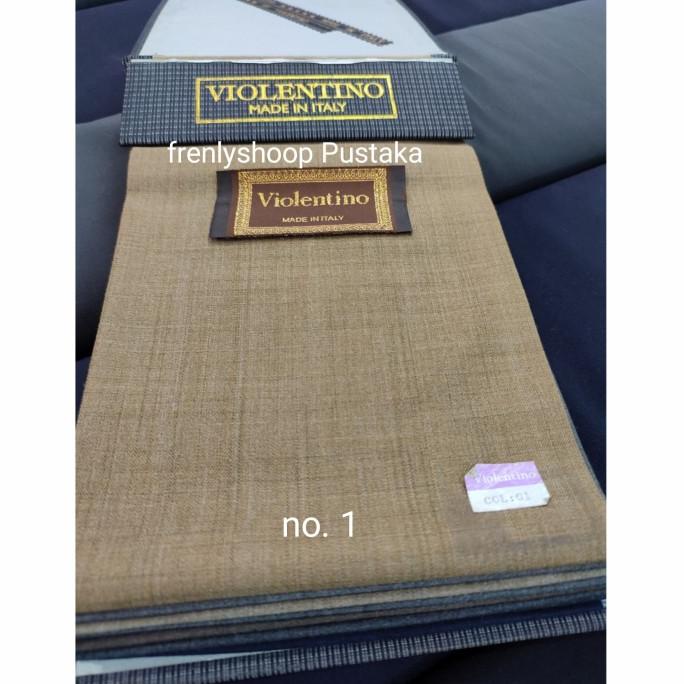 VIOLENTINO
MADE IN ITALY
frenlyshoop Pustaka
Violentino
MADE IN ITALY
Violentino
COL:01
no. 1